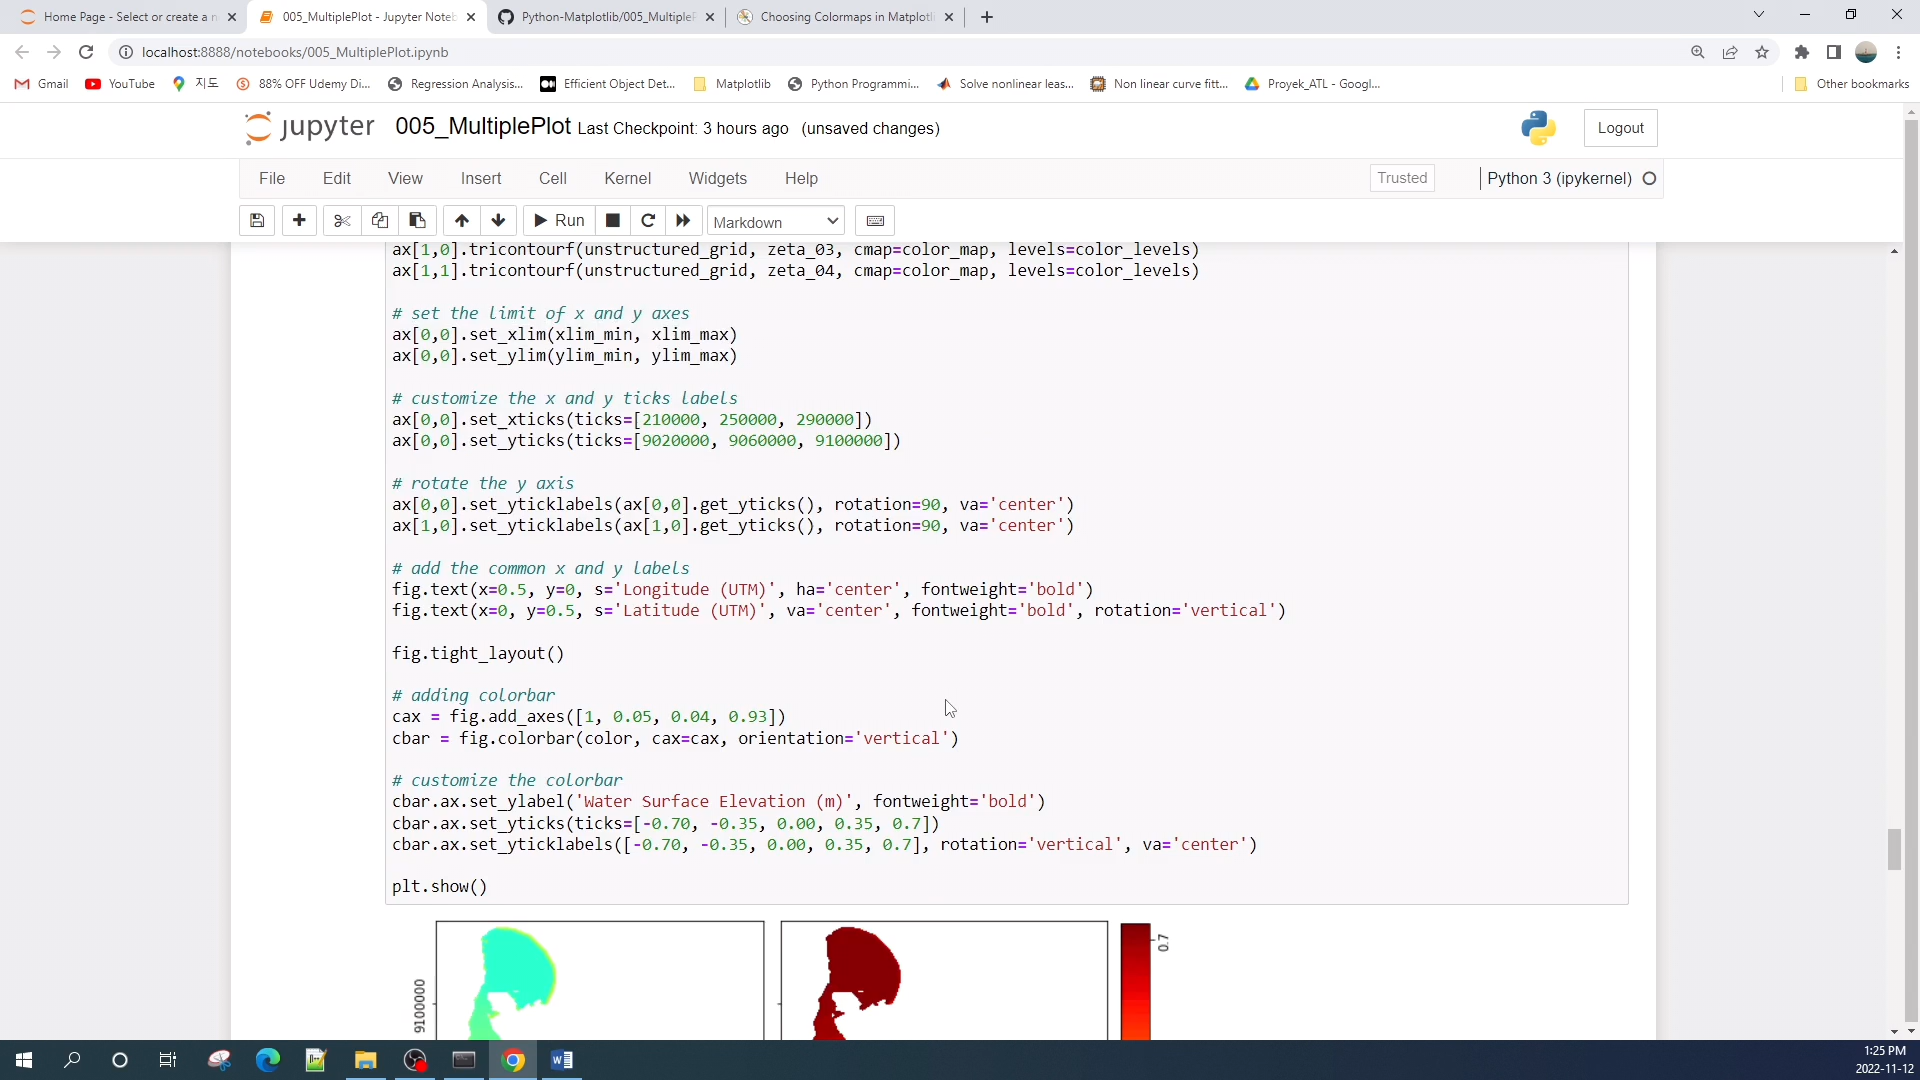 Home Page - Select or create a n
005_MultiplePlot - Jupyter Noteb
Python-Matplotlib/005_MultipleP
Choosing Colormaps in Matplotli
localhost:8888/notebooks/005_MultiplePlot.ipynb
Gmail
YouTube
지도
88% OFF Udemy Di...
Regression Analysis...
Efficient Object Det...
Matplotlib
Python Programmi...
Solve nonlinear leas...
Non linear curve fitt...
Proyek_ATL - Googl...
Other bookmarks
jupyter 005_MultiplePlot Last Checkpoint: 3 hours ago (unsaved changes)
Logout
File Edit View Insert Cell Kernel Widgets Help
Trusted
Python 3 (ipykernel)
Run
Markdown
ax[1,0].tricontourf(unstructured_grid, zeta_03, cmap=color_map, levels=color_levels)
ax[1,1].tricontourf(unstructured_grid, zeta_04, cmap=color_map, levels=color_levels)
# set the limit of x and y axes
ax[0,0].set_xlim(xlim_min, xlim_max)
ax[0,0].set_ylim(ylim_min, ylim_max)
# customize the x and y ticks labels
ax[0,0].set_xticks(ticks=[210000, 250000, 290000])
ax[0,0].set_yticks(ticks=[9020000, 9060000, 9100000])
# rotate the y axis
ax[0,0].set_yticklabels(ax[0,0].get_yticks(), rotation=90, va='center')
ax[1,0].set_yticklabels(ax[1,0].get_yticks(), rotation=90, va='center')
# add the common x and y labels
fig.text(x=0.5, y=0, s='Longitude (UTM)', ha='center', fontweight='bold')
fig.text(x=0, y=0.5, s='Latitude (UTM)', va='center', fontweight='bold', rotation='vertical')
fig.tight_layout()
# adding colorbar
cax = fig.add_axes([1, 0.05, 0.04, 0.93])
cbar = fig.colorbar(color, cax=cax, orientation='vertical')
# customize the colorbar
cbar.ax.set_ylabel('Water Surface Elevation (m)', fontweight='bold')
cbar.ax.set_yticks(ticks=[-0.70, -0.35, 0.00, 0.35, 0.7])
cbar.ax.set_yticklabels([-0.70, -0.35, 0.00, 0.35, 0.7], rotation='vertical', va='center')
plt.show()
9100000
0.7
1:25 PM
2022-11-12